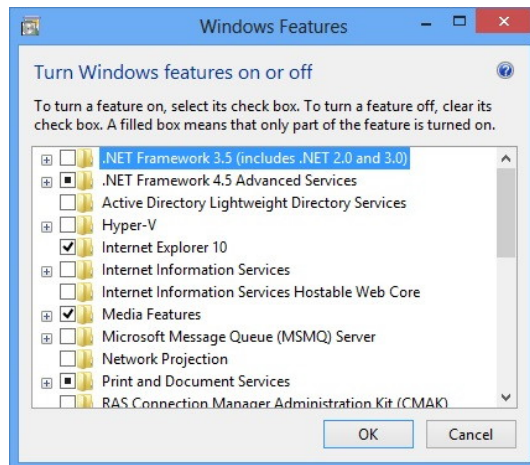 Windows Features
Turn Windows features on or off
To turn a feature on, select its check box. To turn a feature off, clear its
check box. A filled box means that only part of the feature is turned on.
.NET Framework 3.5 (includes .NET 2.0 and 3.0)
.NET Framework 4.5 Advanced Services
Active Directory Lightweight Directory Services
Hyper-V
Internet Explorer 10
Internet Information Services
Internet Information Services Hostable Web Core
Media Features
Microsoft Message Queue (MSMQ) Server
Network Projection
Print and Document Services
RAS Connection Manager Administration Kit (CMAK)
OK Cancel